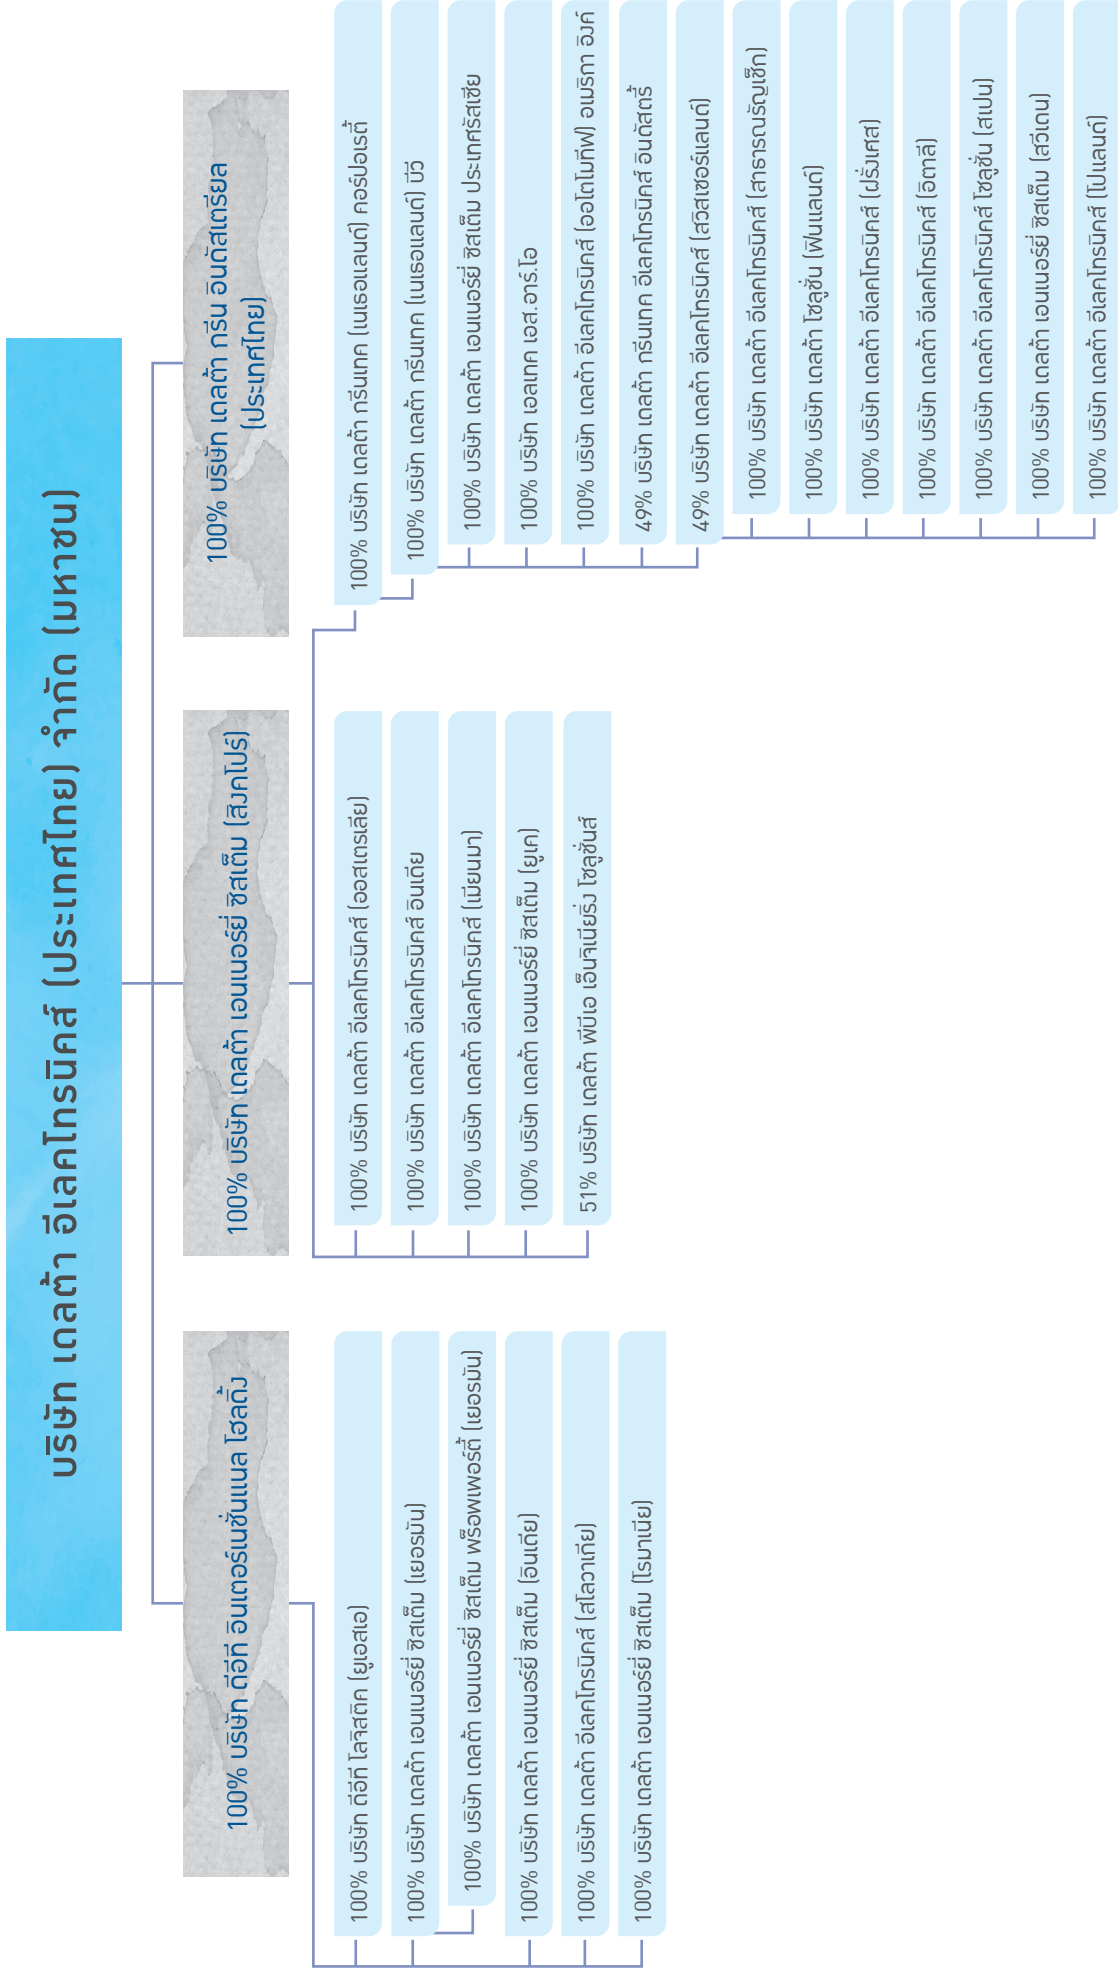 บริษัท เดลต้า อีเลคโทรนิคส์ (ประเทศไทย) จำกัด (มหาชน)
100% บริษัท ดีอีที อินเตอร์เนชั่นแนล โฮลดิ้ง
100% บริษัท ดีอีที โลจิสติค (ยูเอสเอ)
100% บริษัท เดลต้า เอนเนอร์ยี่ ซิสเต็ม (เยอรมัน)
100% บริษัท เดลต้า เอนเนอร์ยี่ ซิสเต็ม พร็อพเพอร์ตี้ (เยอรมัน)
100% บริษัท เดลต้า เอนเนอร์ยี่ ซิสเต็ม (อินเดีย)
100% บริษัท เดลต้า อีเลคโทรนิคส์ (สโลวาเกีย)
100% บริษัท เดลต้า เอนเนอร์ยี่ ซิสเต็ม (โรมาเนีย)
100% บริษัท เดลต้า เอนเนอร์ยี่ ซิสเต็ม (สิงคโปร์)
100% บริษัท เดลต้า อีเลคโทรนิคส์ (ออสเตรเลีย)
100% บริษัท เดลต้า อีเลคโทรนิคส์ อินเดีย
100% บริษัท เดลต้า อีเลคโทรนิคส์ (เมียนมา)
100% บริษัท เดลต้า เอนเนอร์ยี่ ซิสเต็ม (ยูเค)
51% บริษัท เดลต้า พีบีเอ เอ็นจิเนียริ่ง โซลูชั่นส์
100% บริษัท เดลต้า กรีน อินดัสเตรียล
(ประเทศไทย)
100% บริษัท เดลต้า กรีนเทค (เนเธอแลนด์) คอร์ปอเรตี้
100% บริษัท เดลต้า กรีนเทค (เนเธอแลนด์) บีวี
100% บริษัท เดลต้า เอนเนอร์ยี่ ซิสเต็ม ประเทศรัสเซีย
100% บริษัท เอลเทค เอส.อาร์.โอ
100% บริษัท เดลต้า อีเลคโทรนิคส์ (ออโตโมทีฟ) อเมริกา อิงค์
49% บริษัท เดลต้า กรีนเทค อีเลคโทรนิคส์ อินดัสตรี้
49% บริษัท เดลต้า อีเลคโทรนิคส์ (สวิสเซอร์แลนด์)
100% บริษัท เดลต้า อีเลคโทรนิคส์ (สาธารณรัญเช็ก)
100% บริษัท เดลต้า โซลูชั่น (ฟินแลนด์)
100% บริษัท เดลต้า อีเลคโทรนิคส์ (ฝรั่งเศส)
100% บริษัท เดลต้า อีเลคโทรนิคส์ (อิตาลี)
100% บริษัท เดลต้า อีเลคโทรนิคส์ โซลูชั่น (สเปน)
100% บริษัท เดลต้า เอนเนอร์ยี่ ซิสเต็ม (สวีเดน)
100% บริษัท เดลต้า อีเลคโทรนิคส์ (โปแลนด์)